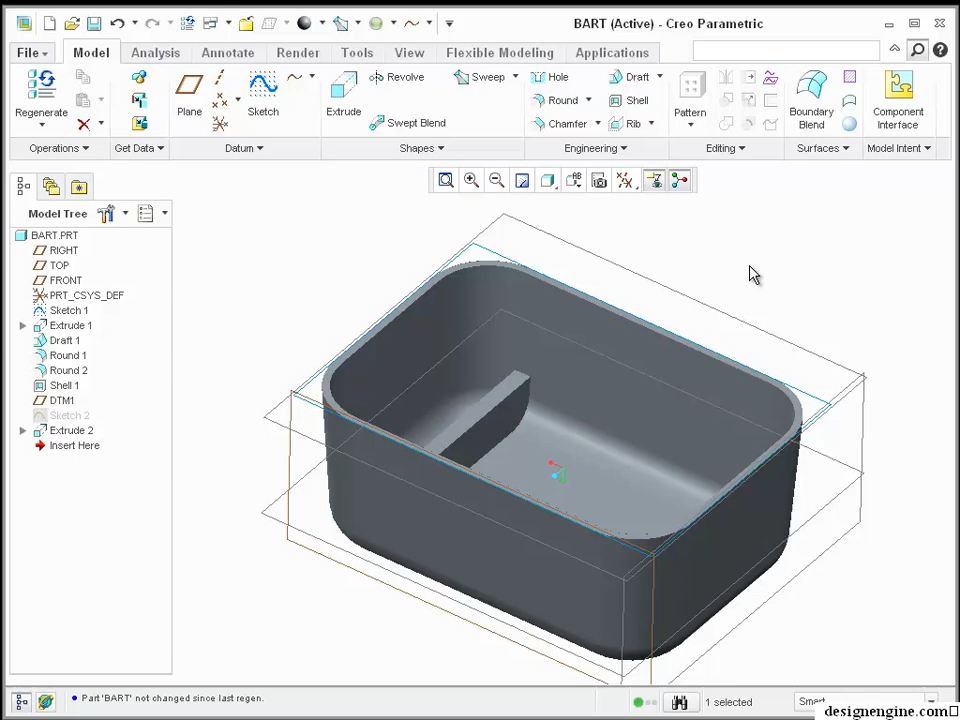 BART (Active) - Creo Parametric
File Model Analysis Annotate Render Tools View Flexible Modeling Applications
Regenerate
Plane
Sketch
Extrude
Revolve
Sweep
Swept Blend
Hole
Draft
Round
Shell
Chamfer
Rib
Pattern
Boundary Blend
Component Interface
Operations Get Data Datum Shapes Engineering Editing Surfaces Model Intent
Model Tree
BART.PRT
RIGHT
TOP
FRONT
PRT_CSYS_DEF
Sketch 1
Extrude 1
Draft 1
Round 1
Round 2
Shell 1
DTM1
Sketch 2
Extrude 2
Insert Here
Part 'BART' not changed since last regen.
1 selected
designengine.com